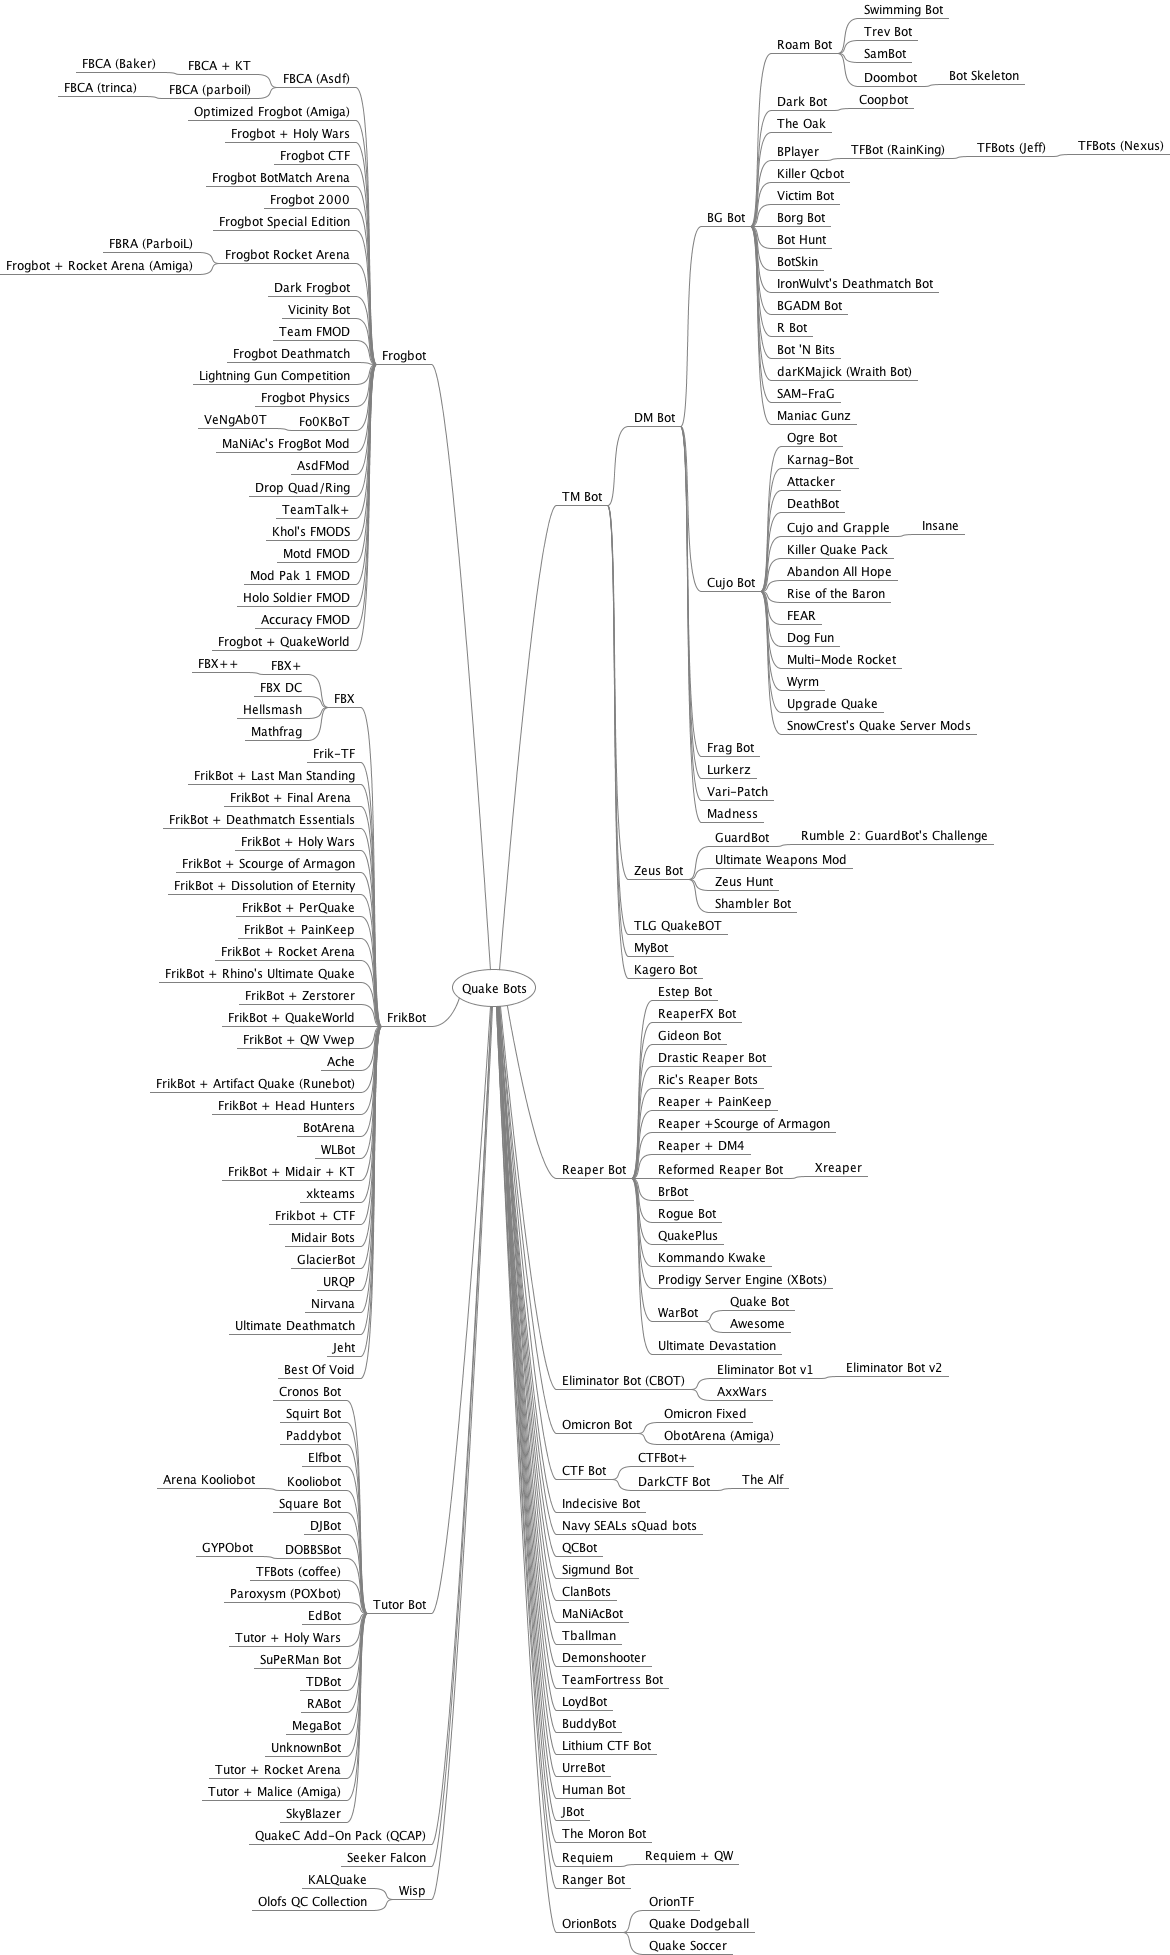 Quake Bots
Frogbot
FBCA (Asdf)
FBCA + KT
FBCA (Baker)
FBCA (parboil)
FBCA (trinca)
Optimized Frogbot (Amiga)
Frogbot + Holy Wars
Frogbot CTF
Frogbot BotMatch Arena
Frogbot 2000
Frogbot Special Edition
Frogbot Rocket Arena
FBRA (ParboiL)
Frogbot + Rocket Arena (Amiga)
Dark Frogbot
Vicinity Bot
Team FMOD
Frogbot Deathmatch
Lightning Gun Competition
Frogbot Physics
Fo0KBoT
VeNgAb0T
MaNiAc's FrogBot Mod
AsdFMod
Drop Quad/Ring
TeamTalk+
Khol's FMODS
Motd FMOD
Mod Pak 1 FMOD
Holo Soldier FMOD
Accuracy FMOD
Frogbot + QuakeWorld
FrikBot
FBX
FBX+
FBX++
FBX DC
Hellsmash
Mathfrag
Frik-TF
FrikBot + Last Man Standing
FrikBot + Final Arena
FrikBot + Deathmatch Essentials
FrikBot + Holy Wars
FrikBot + Scourge of Armagon
FrikBot + Dissolution of Eternity
FrikBot + PerQuake
FrikBot + PainKeep
FrikBot + Rocket Arena
FrikBot + Rhino's Ultimate Quake
FrikBot + Zerstorer
FrikBot + QuakeWorld
FrikBot + QW Vwep
Ache
FrikBot + Artifact Quake (Runebot)
FrikBot + Head Hunters
BotArena
WLBot
FrikBot + Midair + KT
xkteams
Frikbot + CTF
Midair Bots
GlacierBot
URQP
Nirvana
Ultimate Deathmatch
Jeht
Best Of Void
Tutor Bot
Cronos Bot
Squirt Bot
Paddybot
Elfbot
Kooliobot
Arena Kooliobot
Square Bot
DJBot
DOBBSBot
GYPObot
TFBots (coffee)
Paroxysm (POXbot)
EdBot
Tutor + Holy Wars
SuPeRMan Bot
TDBot
RABot
MegaBot
UnknownBot
Tutor + Rocket Arena
Tutor + Malice (Amiga)
SkyBlazer
QuakeC Add-On Pack (QCAP)
Seeker Falcon
Wisp
KALQuake
Olofs QC Collection
TM Bot
DM Bot
BG Bot
Roam Bot
Swimming Bot
Trev Bot
SamBot
Doombot
Bot Skeleton
Dark Bot
Coopbot
The Oak
BPlayer
TFBot (RainKing)
TFBots (Jeff)
TFBots (Nexus)
Killer Qcbot
Victim Bot
Borg Bot
Bot Hunt
BotSkin
IronWulvt's Deathmatch Bot
BGADM Bot
R Bot
Bot 'N Bits
darKMajick (Wraith Bot)
SAM-FraG
Maniac Gunz
Cujo Bot
Ogre Bot
Karnag-Bot
Attacker
DeathBot
Cujo and Grapple
Insane
Killer Quake Pack
Abandon All Hope
Rise of the Baron
FEAR
Dog Fun
Multi-Mode Rocket
Wyrm
Upgrade Quake
SnowCrest's Quake Server Mods
Frag Bot
Lurkerz
Vari-Patch
Madness
Zeus Bot
GuardBot
Rumble 2: GuardBot's Challenge
Ultimate Weapons Mod
Zeus Hunt
Shambler Bot
TLG QuakeBOT
MyBot
Kagero Bot
Reaper Bot
Estep Bot
ReaperFX Bot
Gideon Bot
Drastic Reaper Bot
Ric's Reaper Bots
Reaper + PainKeep
Reaper +Scourge of Armagon
Reaper + DM4
Reformed Reaper Bot
Xreaper
BrBot
Rogue Bot
QuakePlus
Kommando Kwake
Prodigy Server Engine (XBots)
WarBot
Quake Bot
Awesome
Ultimate Devastation
Eliminator Bot (CBOT)
Eliminator Bot v1
Eliminator Bot v2
AxxWars
Omicron Bot
Omicron Fixed
ObotArena (Amiga)
CTF Bot
CTFBot+
DarkCTF Bot
The Alf
Indecisive Bot
Navy SEALs sQuad bots
QCBot
Sigmund Bot
ClanBots
MaNiAcBot
Tballman
Demonshooter
TeamFortress Bot
LoydBot
BuddyBot
Lithium CTF Bot
UrreBot
Human Bot
JBot
The Moron Bot
Requiem
Requiem + QW
Ranger Bot
OrionBots
OrionTF
Quake Dodgeball
Quake Soccer